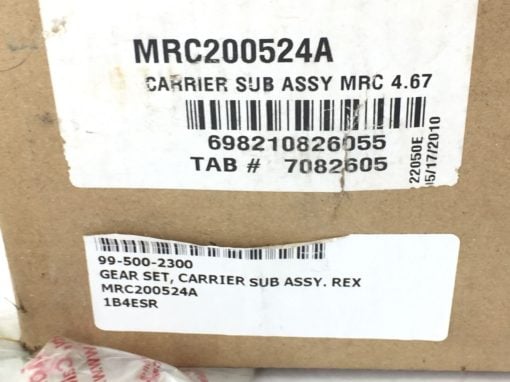 MRC200524A
CARRIER SUB ASSY MRC 4.67
698210826055
TAB # 7082605
22050E
05/17/2010
99-500-2300
GEAR SET, CARRIER SUB ASSY. REX
MRC200524A
1B4ESR